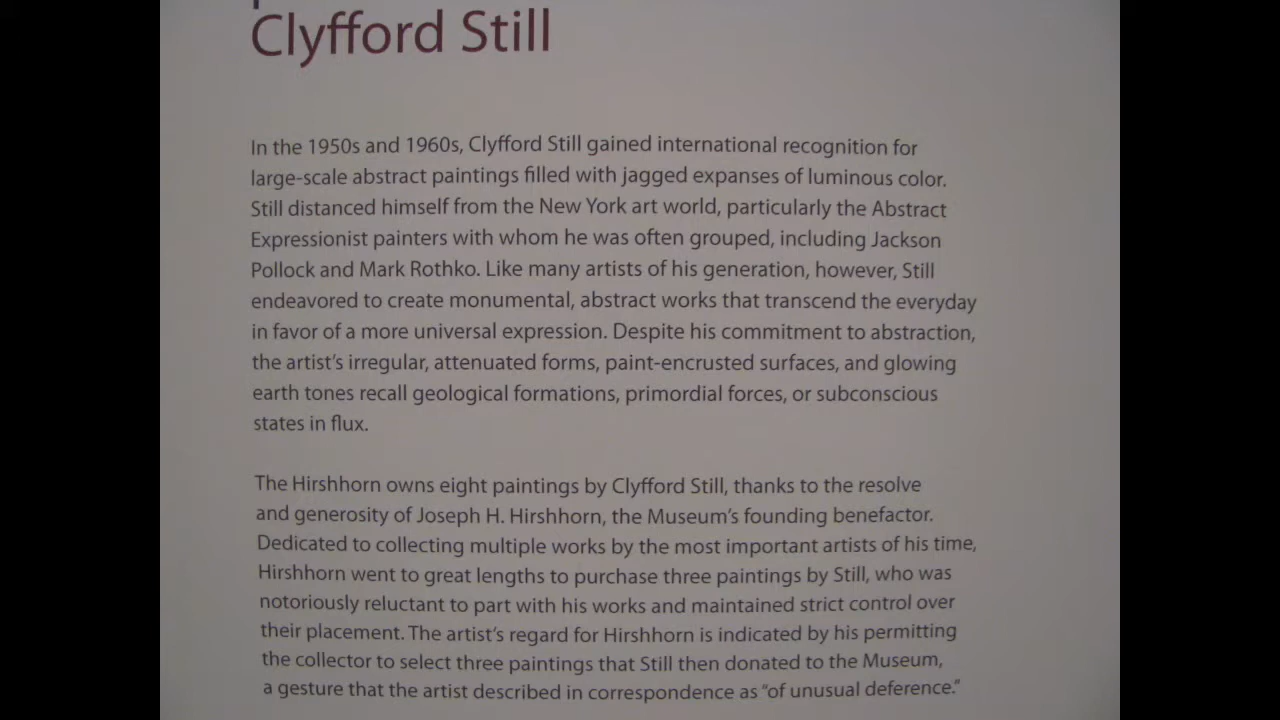 Clyfford Still
In the 1950s and 1960s, Clyfford Still gained international recognition for
large-scale abstract paintings filled with jagged expanses of luminous color.
Still distanced himself from the New York art world, particularly the Abstract
Expressionist painters with whom he was often grouped, including Jackson
Pollock and Mark Rothko. Like many artists of his generation, however, Still
endeavored to create monumental, abstract works that transcend the everyday
in favor of a more universal expression. Despite his commitment to abstraction,
the artist's irregular, attenuated forms, paint-encrusted surfaces, and glowing
earth tones recall geological formations, primordial forces, or subconscious
states in flux.
The Hirshhorn owns eight paintings by Clyfford Still, thanks to the resolve
and generosity of Joseph H. Hirshhorn, the Museum's founding benefactor.
Dedicated to collecting multiple works by the most important artists of his time,
Hirshhorn went to great lengths to purchase three paintings by Still, who was
notoriously reluctant to part with his works and maintained strict control over
their placement. The artist's regard for Hirshhorn is indicated by his permitting
the collector to select three paintings that Still then donated to the Museum,
a gesture that the artist described in correspondence as “of unusual deference.”